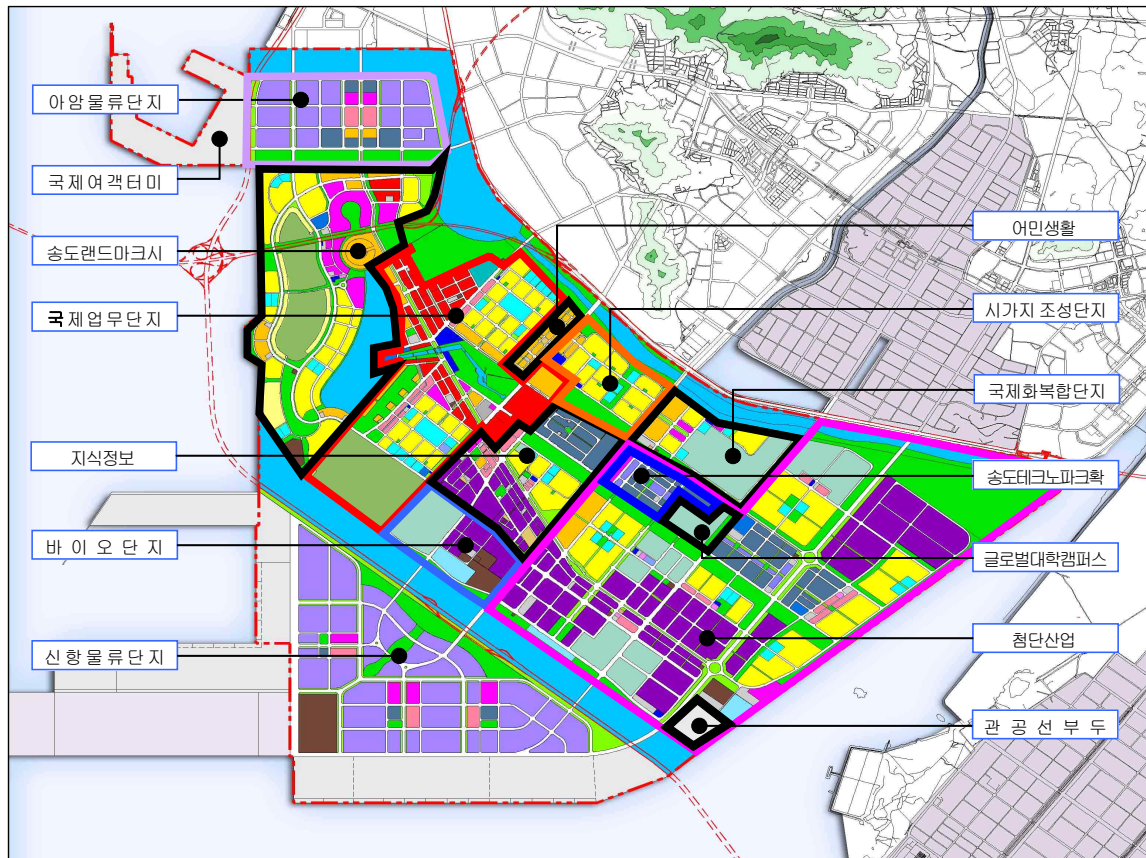 아암물류단지
국제여객터미
송도랜드마크시
국제업무단지
지식정보
바이오단지
신항물류단지
어민생활
시가지 조성단지
국제화복합단지
송도테크노파크확
글로벌대학캠퍼스
첨단산업
관공선부두